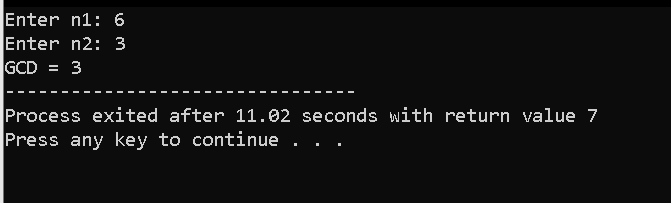 Enter n1: 6
Enter n2: 3
GCD = 3
--------------------------------
Process exited after 11.02 seconds with return value 7
Press any key to continue . . .